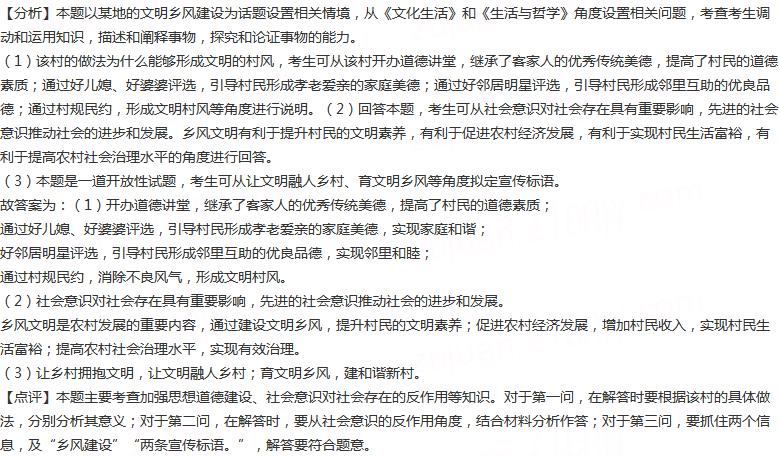 【分析】本题以某地的文明乡风建设为话题设置相关情境，从《文化生活》和《生活与哲学》角度设置相关问题，考查考生调
动和运用知识，描述和阐释事物，探究和论证事物的能力。
（1）该村的做法为什么能够形成文明的村风，考生可从该村开办道德讲堂，继承了客家人的优秀传统美德，提高了村民的道德
素质；通过好儿媳、好婆婆评选，引导村民形成孝老爱亲的家庭美德；通过好邻居明星评选，引导村民形成邻里互助的优良品
德；通过村规民约，形成文明村风等角度进行说明。（2）回答本题，考生可从社会意识对社会存在具有重要影响，先进的社会
意识推动社会的进步和发展。乡风文明有利于提升村民的文明素养，有利于促进农村经济发展，有利于实现村民生活富裕，有
利于提高农村社会治理水平的角度进行回答。
（3）本题是一道开放性试题，考生可从让文明融人乡村、育文明乡风等角度拟定宣传标语。
故答案为：（1）开办道德讲堂，继承了客家人的优秀传统美德，提高了村民的道德素质；
通过好儿媳、好婆婆评选，引导村民形成孝老爱亲的家庭美德，实现家庭和谐；
好邻居明星评选，引导村民形成邻里互助的优良品德，实现邻里和睦；
通过村规民约，消除不良风气，形成文明村风。
（2）社会意识对社会存在具有重要影响，先进的社会意识推动社会的进步和发展。
乡风文明是农村发展的重要内容，通过建设文明乡风，提升村民的文明素养；促进农村经济发展，增加村民收入，实现村民生
活富裕；提高农村社会治理水平，实现有效治理。
（3）让乡村拥抱文明，让文明融人乡村；育文明乡风，建和谐新村。
【点评】本题主要考查加强思想道德建设、社会意识对社会存在的反作用等知识。对于第一问，在解答时要根据该村的具体做
法，分别分析其意义；对于第二问，在解答时，要从社会意识的反作用角度，结合材料分析作答；对于第三问，要抓住两个信
息，及“乡风建设”“两条宣传标语。”，解答要符合题意。